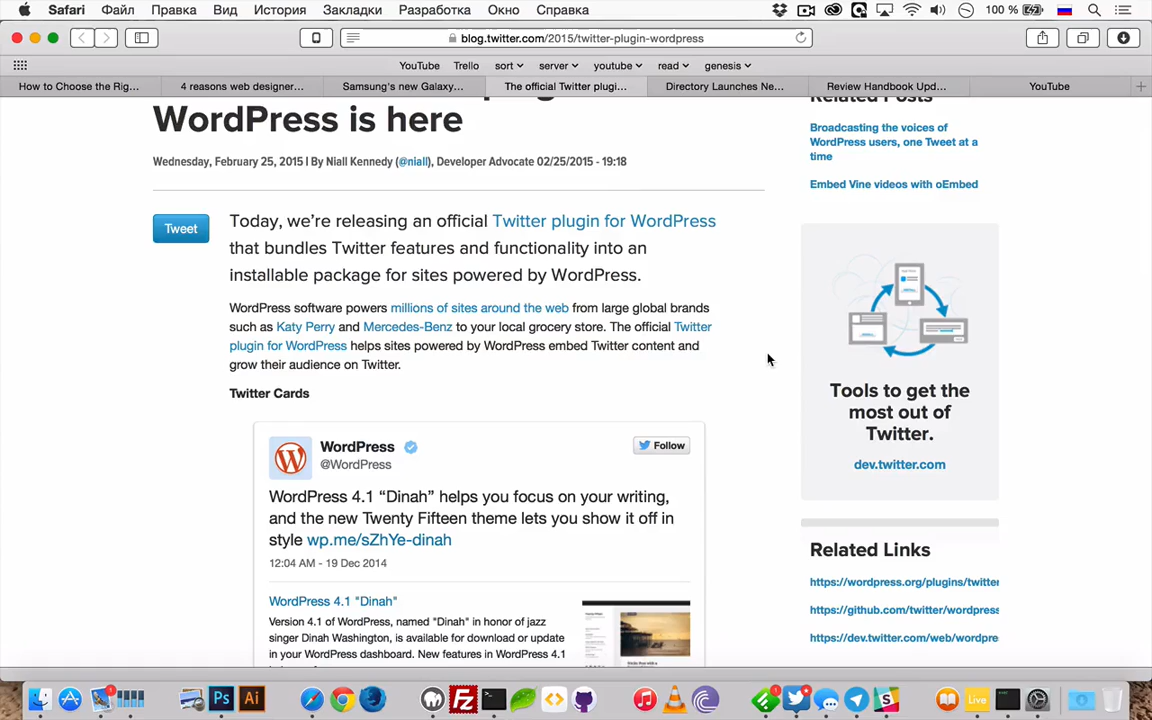 Safari Файл Правка Вид История Закладки Разработка Окно Справка 100 %
blog.twitter.com/2015/twitter-plugin-wordpress
YouTube Trello sort server youtube read genesis
How to Choose the Rig... 4 reasons web designer... Samsung's new Galaxy... The official Twitter plugi... Directory Launches Ne... Review Handbook Upd... YouTube
WordPress is here
Wednesday, February 25, 2015 | By Niall Kennedy (@niall), Developer Advocate 02/25/2015 - 19:18
Tweet
Today, we're releasing an official Twitter plugin for WordPress
that bundles Twitter features and functionality into an
installable package for sites powered by WordPress.
WordPress software powers millions of sites around the web from large global brands
such as Katy Perry and Mercedes-Benz to your local grocery store. The official Twitter
plugin for WordPress helps sites powered by WordPress embed Twitter content and
grow their audience on Twitter.
Twitter Cards
WordPress
Follow
@WordPress
WordPress 4.1 “Dinah” helps you focus on your writing,
and the new Twenty Fifteen theme lets you show it off in
style wp.me/sZhYe-dinah
12:04 AM - 19 Dec 2014
WordPress 4.1 "Dinah"
Version 4.1 of WordPress, named "Dinah" in honor of jazz
singer Dinah Washington, is available for download or update
in your WordPress dashboard. New features in WordPress 4.1
Related Posts
Broadcasting the voices of
WordPress users, one Tweet at a
time
Embed Vine videos with oEmbed
Tools to get the
most out of
Twitter.
dev.twitter.com
Related Links
https://wordpress.org/plugins/twitter
https://github.com/twitter/wordpress
https://dev.twitter.com/web/wordpre
Ps Ai Fz Live